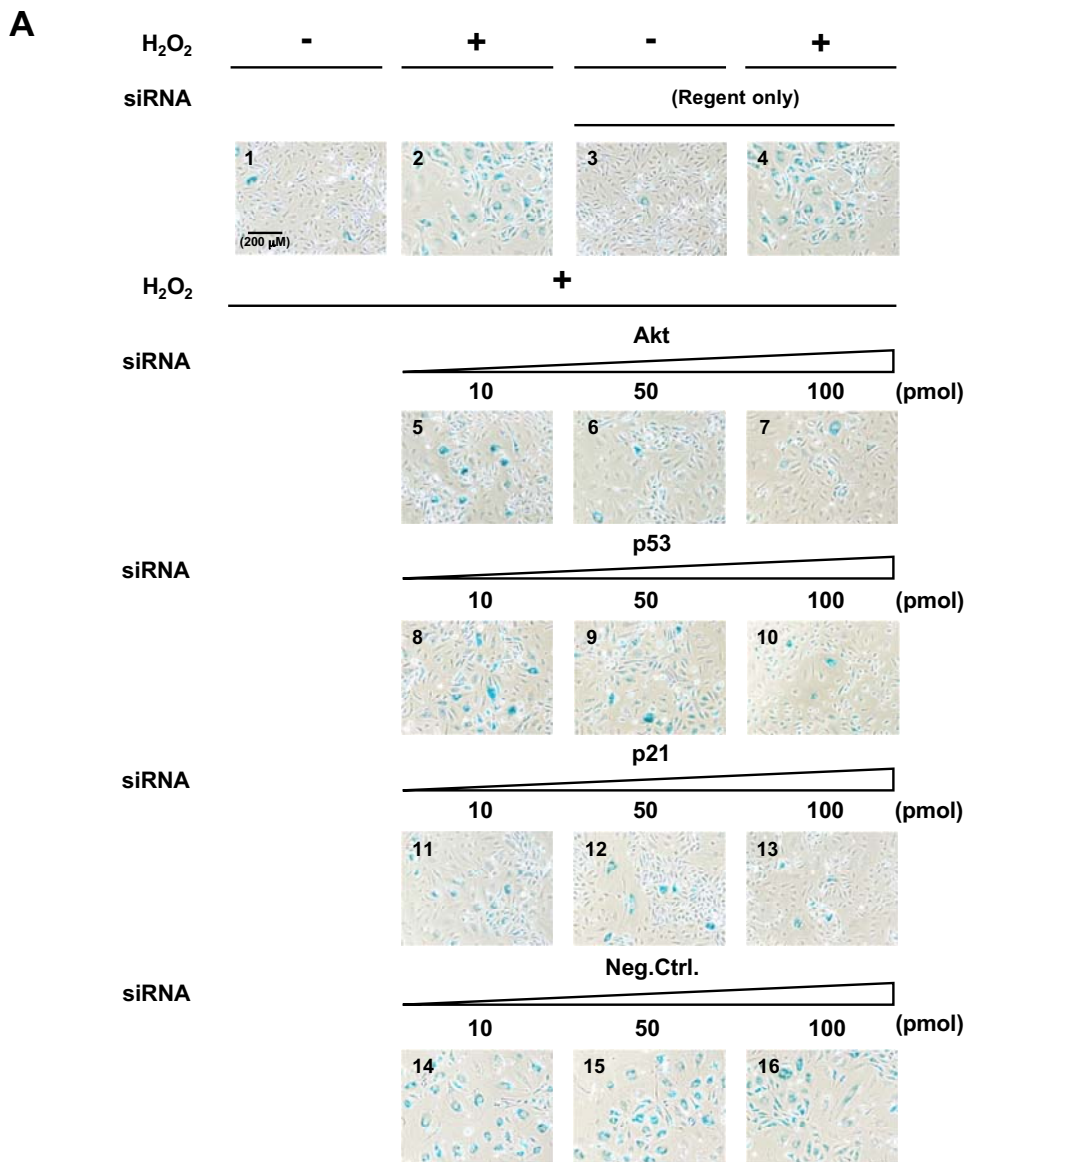 A
H₂O₂ - + - +
siRNA (Regent only)
1 2 3 4
(200 μM)
H₂O₂ +
Akt
siRNA
10 50 100 (pmol)
5 6 7
p53
siRNA
10 50 100 (pmol)
8 9 10
p21
siRNA
10 50 100 (pmol)
11 12 13
Neg.Ctrl.
siRNA
10 50 100 (pmol)
14 15 16